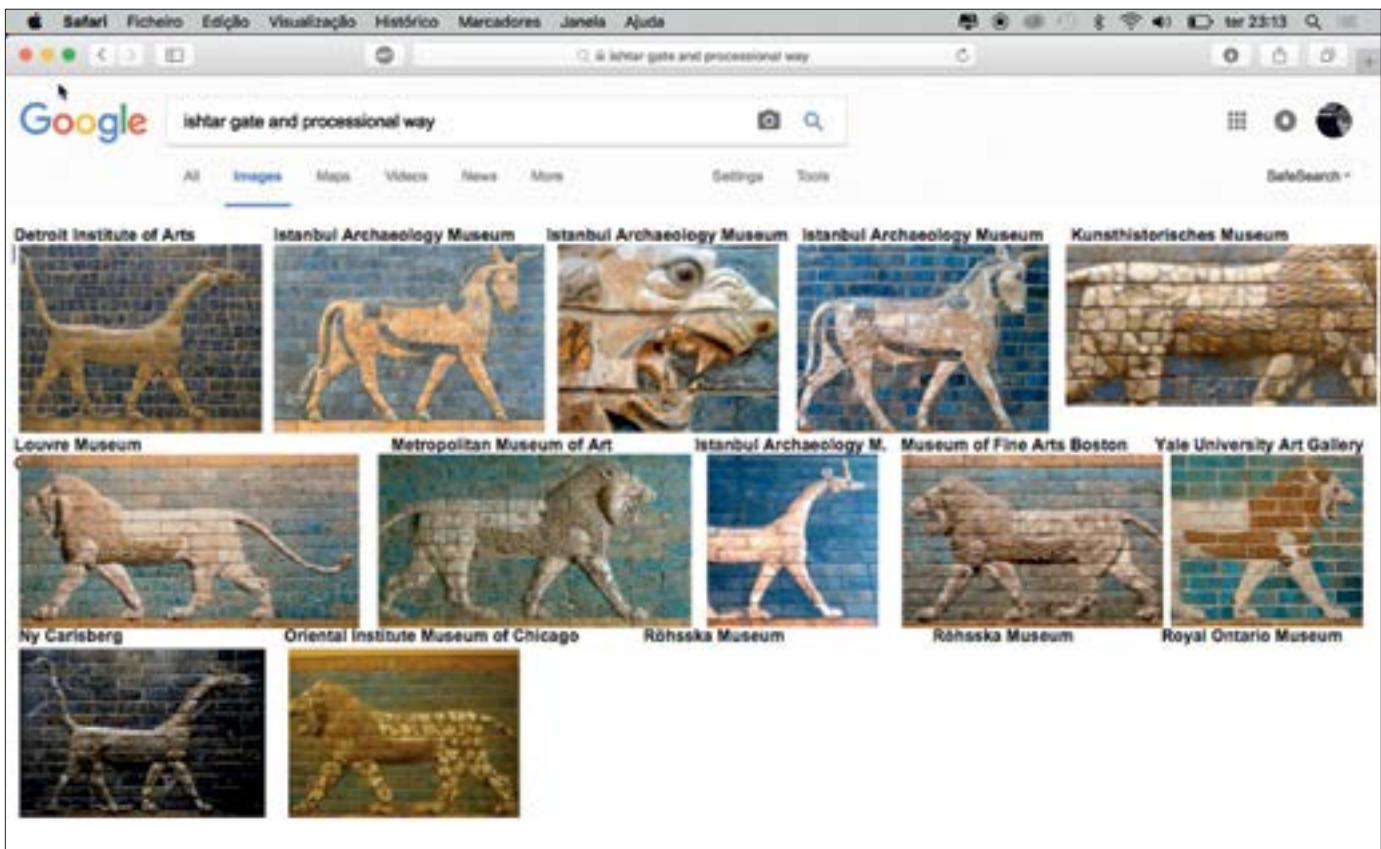 Safari Ficheiro Edição Visualização Histórico Marcadores Janela Ajuda ter 23:13
ishtar gate and processional way
Google ishtar gate and processional way
All Images Maps Videos News More Settings Tools SafeSearch
Detroit Institute of Arts Istanbul Archaeology Museum Istanbul Archaeology Museum Istanbul Archaeology Museum Kunsthistorisches Museum
Louvre Museum Metropolitan Museum of Art Istanbul Archaeology M. Museum of Fine Arts Boston Yale University Art Gallery
Ny Carlsberg Oriental Institute Museum of Chicago Röhsska Museum Röhsska Museum Royal Ontario Museum